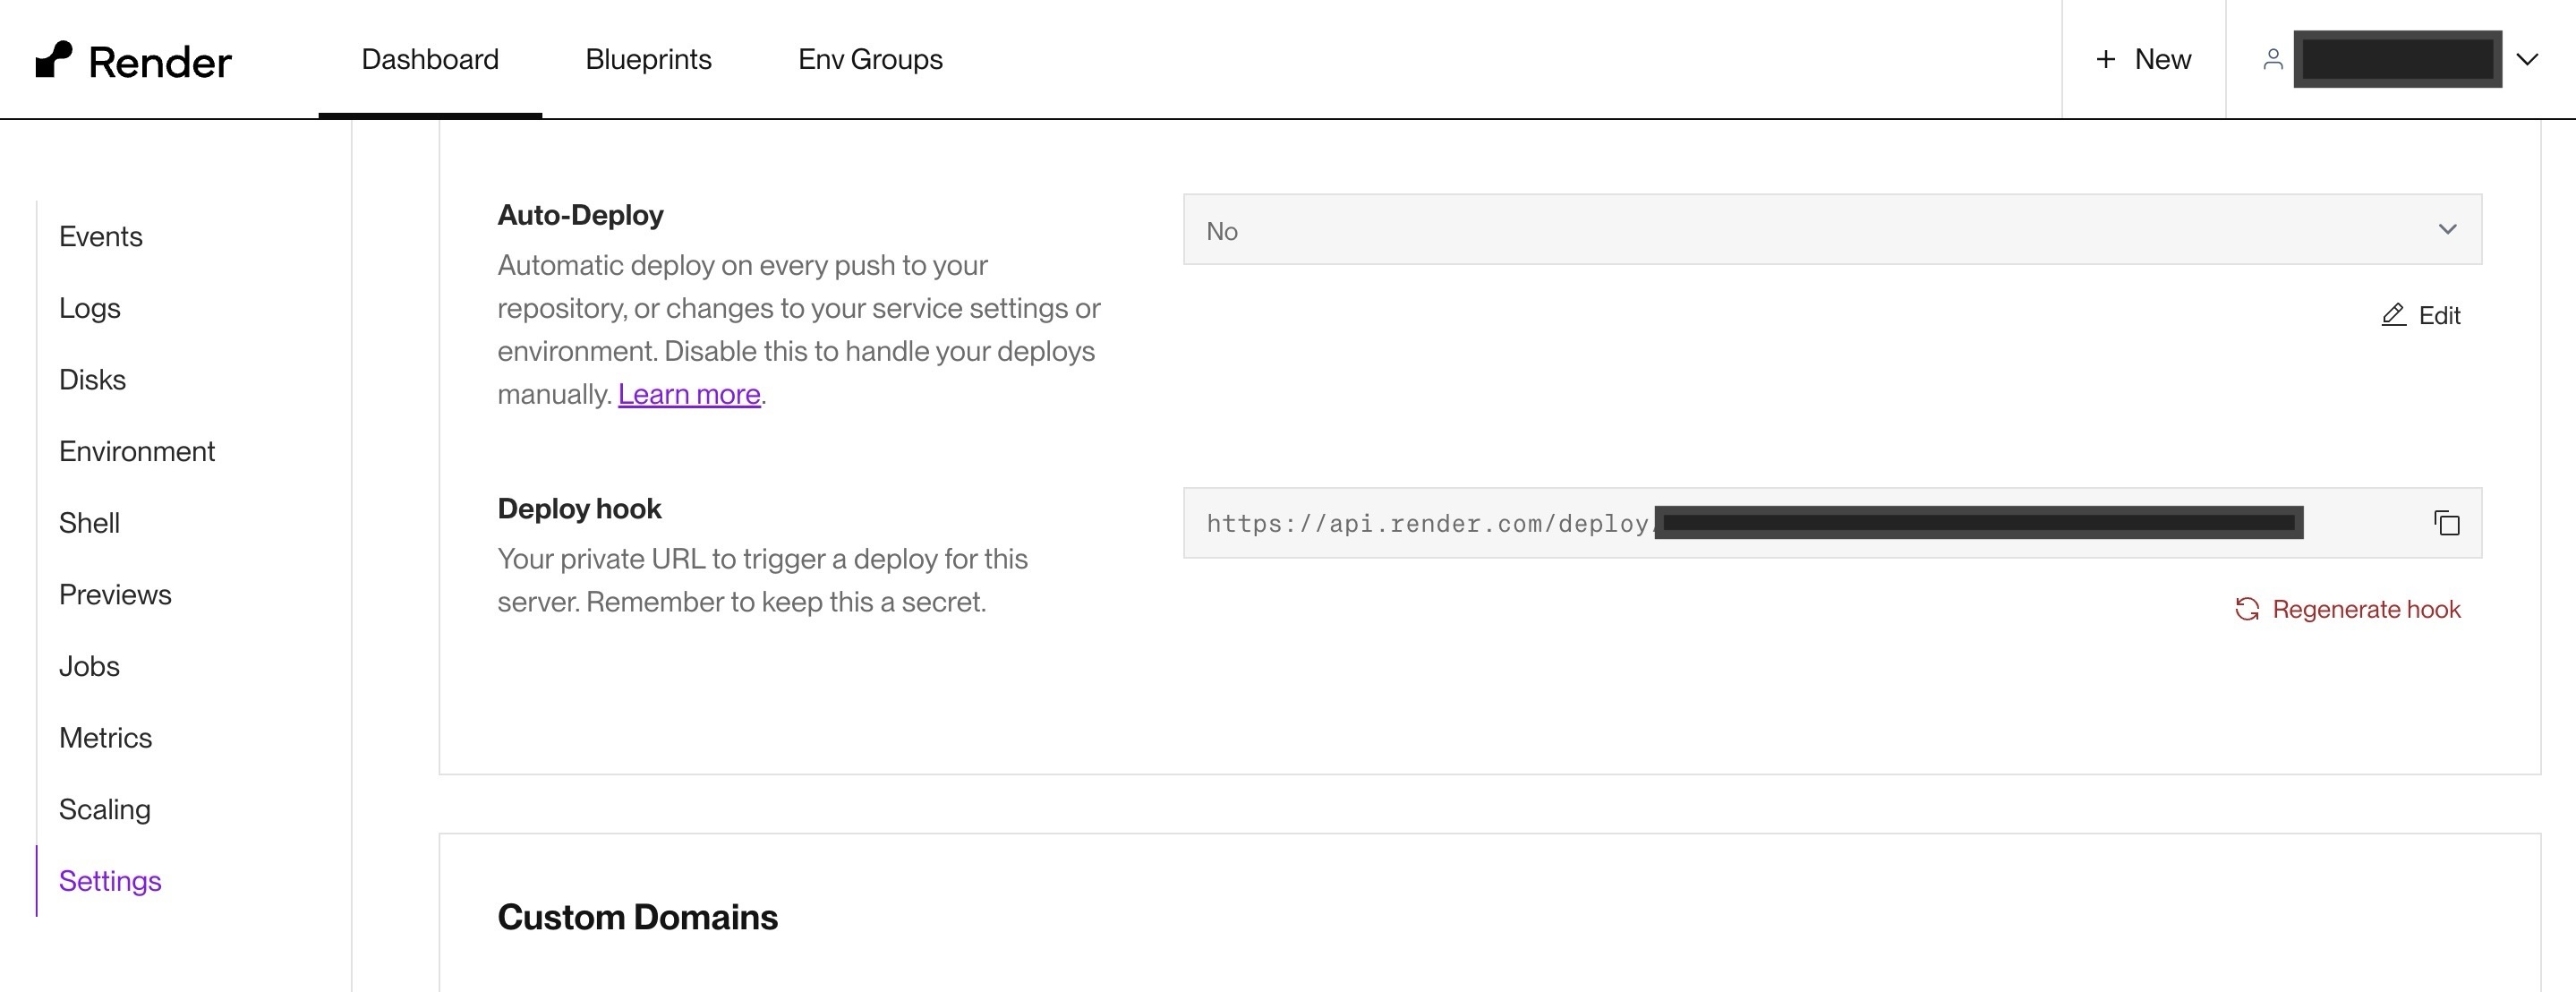 Render
Dashboard
Blueprints
Env Groups
+ New
Events
Logs
Disks
Environment
Shell
Previews
Jobs
Metrics
Scaling
Settings
Auto-Deploy
Automatic deploy on every push to your
repository, or changes to your service settings or
environment. Disable this to handle your deploys
manually. Learn more.
No
Edit
Deploy hook
Your private URL to trigger a deploy for this
server. Remember to keep this a secret.
https://api.render.com/deploy/
Regenerate hook
Custom Domains